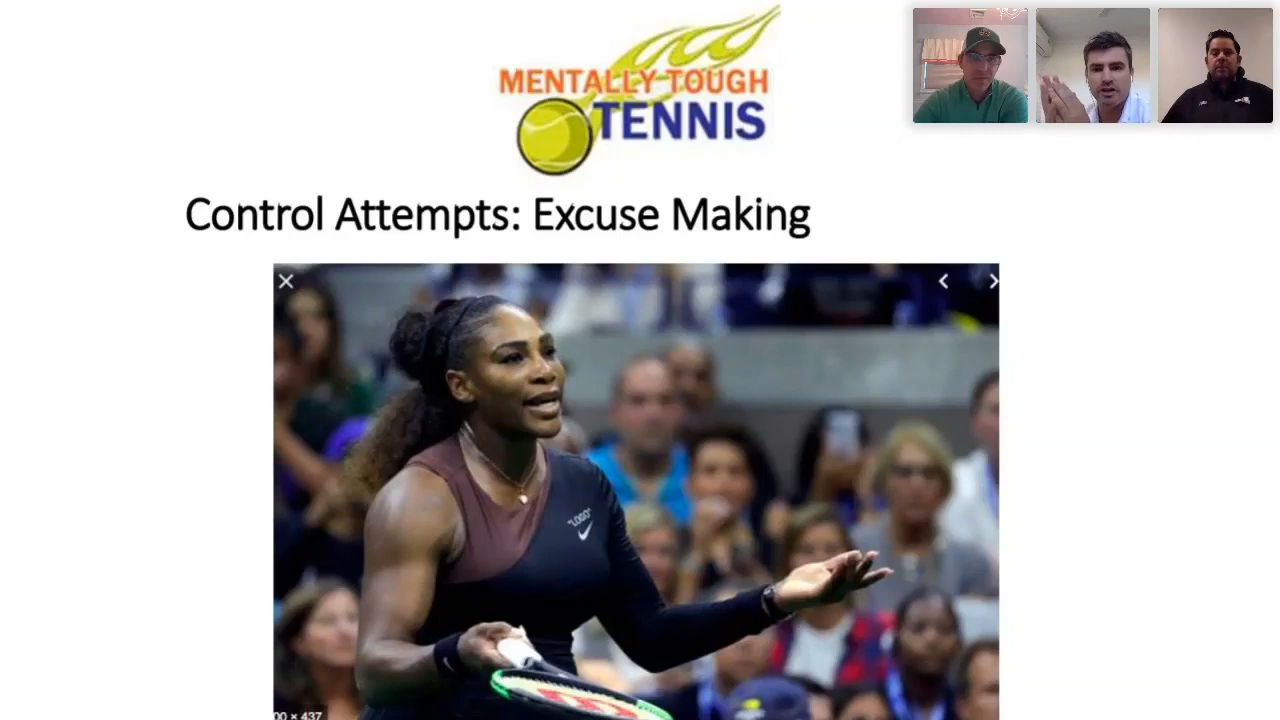 MENTALLY TOUGH
TENNIS
Control Attempts: Excuse Making
"LOGO"
00 × 437